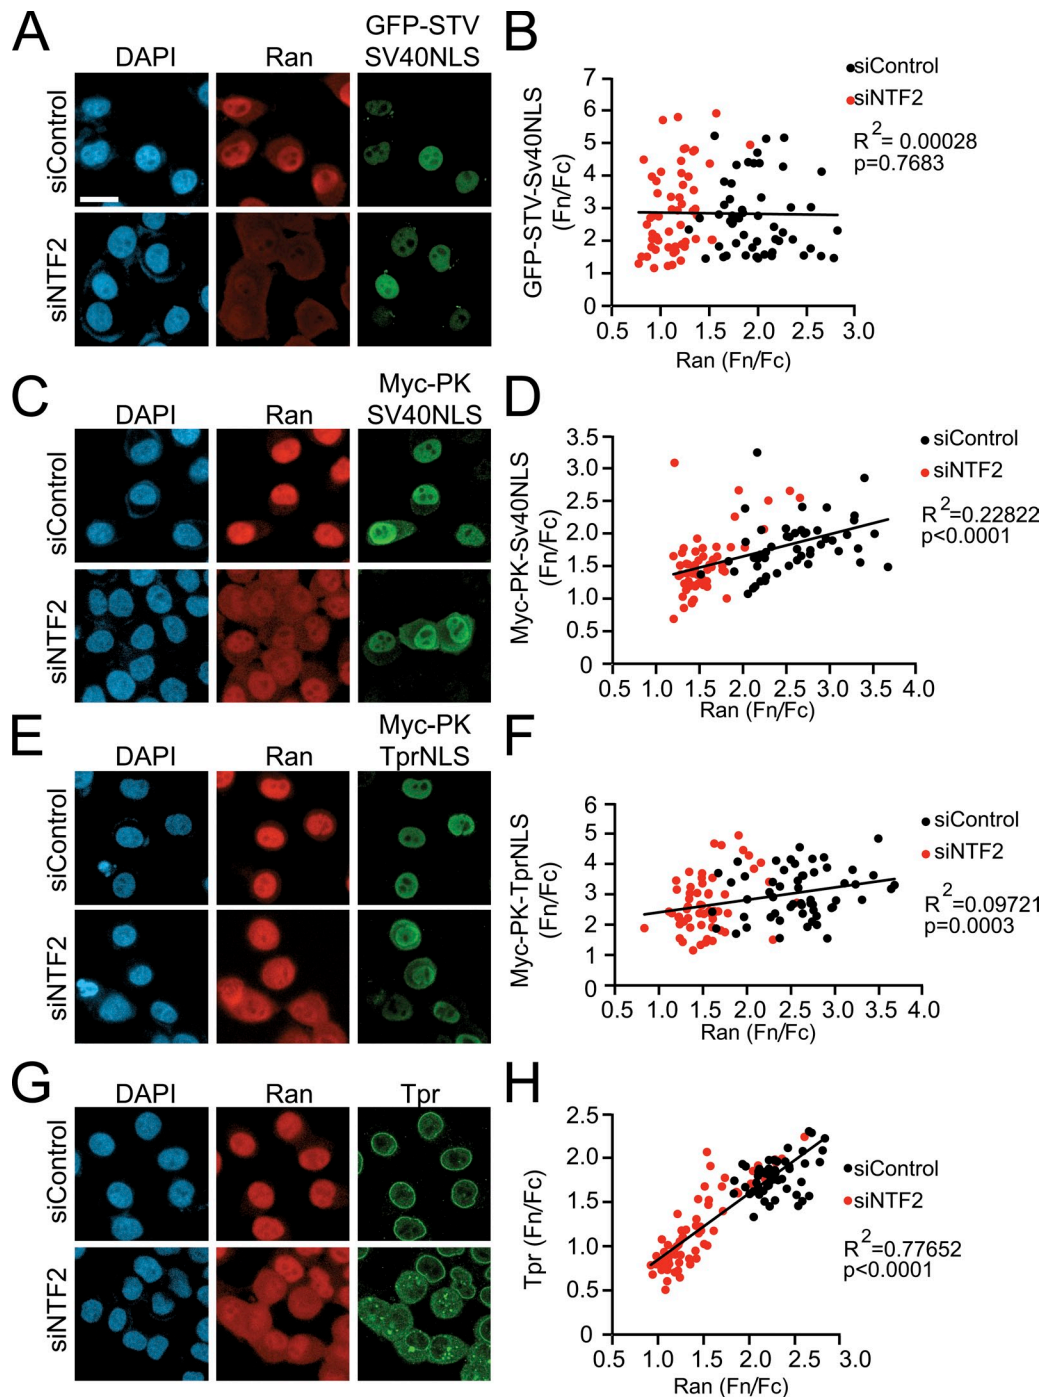 A
DAPI
Ran
GFP-STV
SV40NLS
siControl
siNTF2
B
GFP-STV-Sv40NLS
(Fn/Fc)
7
6
5
4
3
2
1
0
0.5 1.0 1.5 2.0 2.5 3.0
Ran (Fn/Fc)
siControl
siNTF2
R²= 0.00028
p=0.7683
C
DAPI
Ran
Myc-PK
SV40NLS
siControl
siNTF2
D
Myc-PK-Sv40NLS
(Fn/Fc)
3.5
3.0
2.5
2.0
1.5
1.0
0.5
0
0.5 1.0 1.5 2.0 2.5 3.0 3.5 4.0
Ran (Fn/Fc)
siControl
siNTF2
R²=0.22822
p<0.0001
E
DAPI
Ran
Myc-PK
TprNLS
siControl
siNTF2
F
Myc-PK-TprNLS
(Fn/Fc)
6
5
4
3
2
1
0
0.5 1.0 1.5 2.0 2.5 3.0 3.5 4.0
Ran (Fn/Fc)
siControl
siNTF2
R²=0.09721
p=0.0003
G
DAPI
Ran
Tpr
siControl
siNTF2
H
Tpr (Fn/Fc)
2.5
2.0
1.5
1.0
0.5
0
0.5 1.0 1.5 2.0 2.5 3.0
Ran (Fn/Fc)
siControl
siNTF2
R²=0.77652
p<0.0001